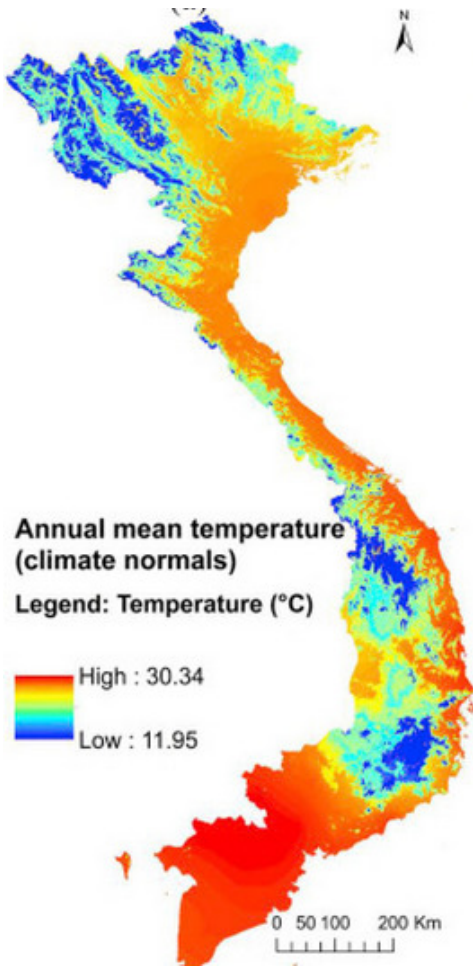 N
Annual mean temperature
(climate normals)
Legend: Temperature (°C)
High : 30.34
Low : 11.95
0 50 100 200 Km